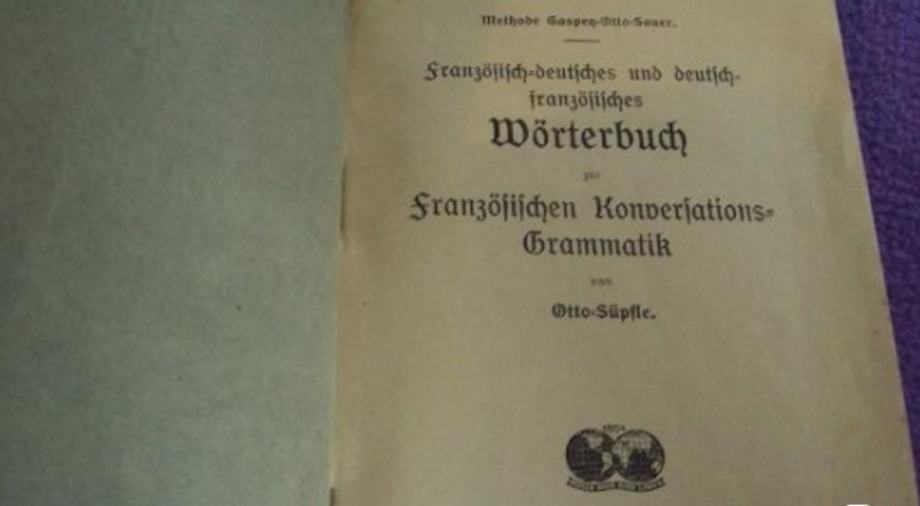 Methode Gaspey-Otto-Sauer.
Französisch-deutsches und deutsch-
französisches
Wörterbuch
zur
Französischen Konversations-
Grammatik
von
Otto-Süpfle.